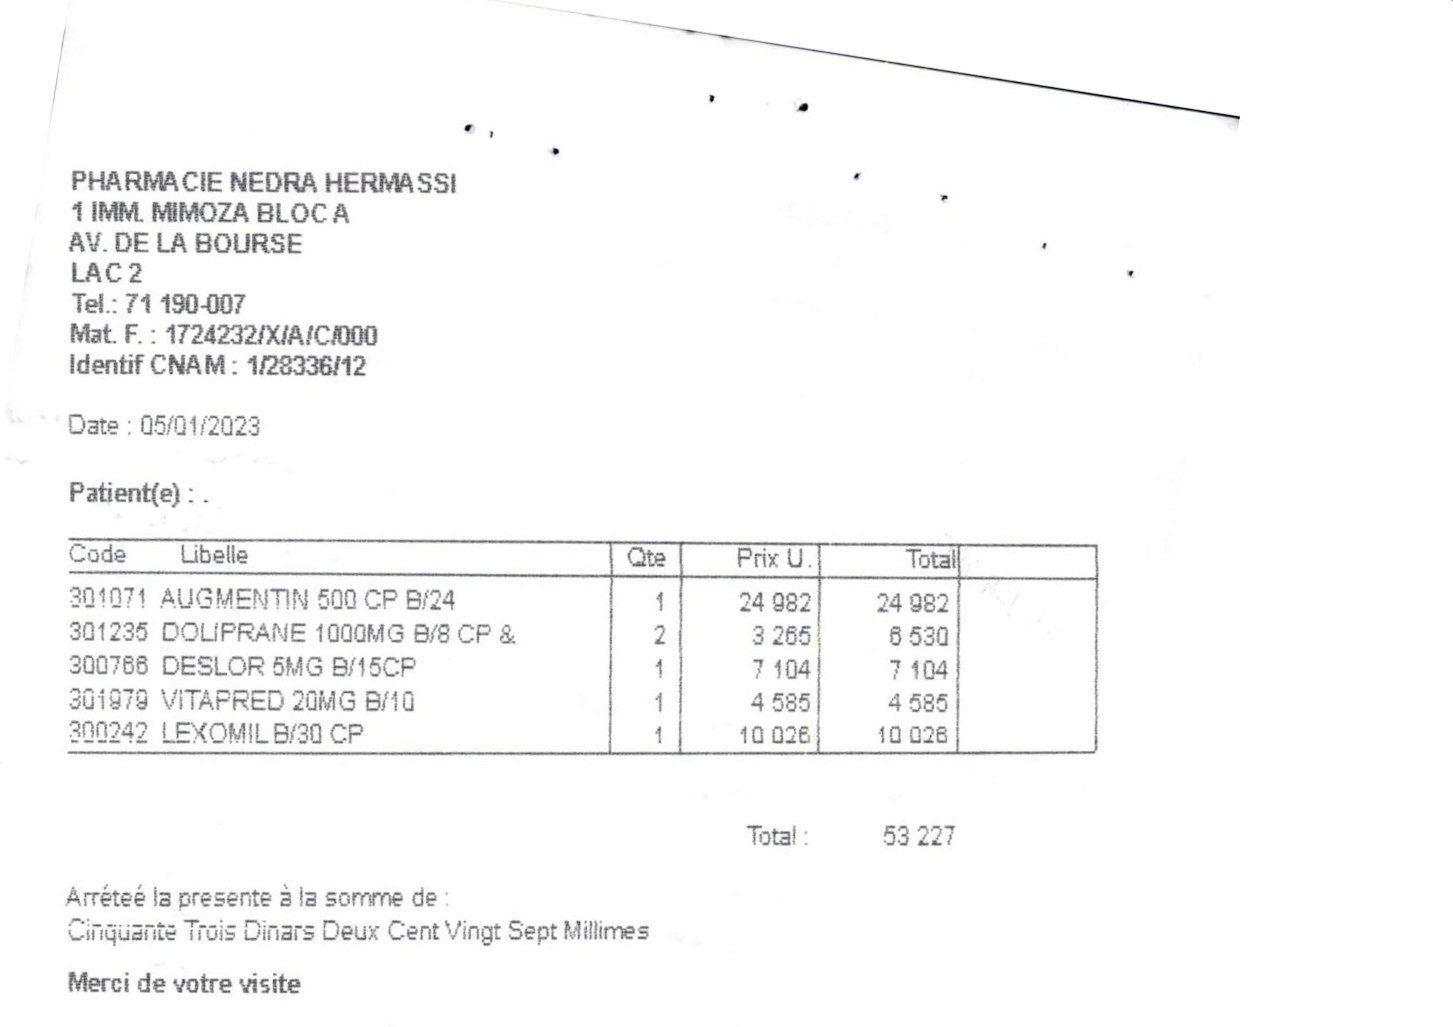 PHARMACIE NEDRA HERMASSI
1 IMM. MIMOZA BLOC A
AV. DE LA BOURSE
LAC 2
Tel.: 71 190-007
Mat. F. : 1724232/X/A/C/000
Identif CNAM : 1/28336/12
Date : 05/01/2023
Patient(e) : .
Code Libelle Qte Prix U. Total
301071 AUGMENTIN 500 CP B/24 1 24 982 24 982
301235 DOLIPRANE 1000MG B/8 CP & 2 3 265 6 530
300766 DESLOR 5MG B/15CP 1 7 104 7 104
301979 VITAPRED 20MG B/10 1 4 585 4 585
300242 LEXOMIL B/30 CP 1 10 026 10 026
Total : 53 227
Arrêteé la presente à la somme de :
Cinquante Trois Dinars Deux Cent Vingt Sept Millimes
Merci de votre visite